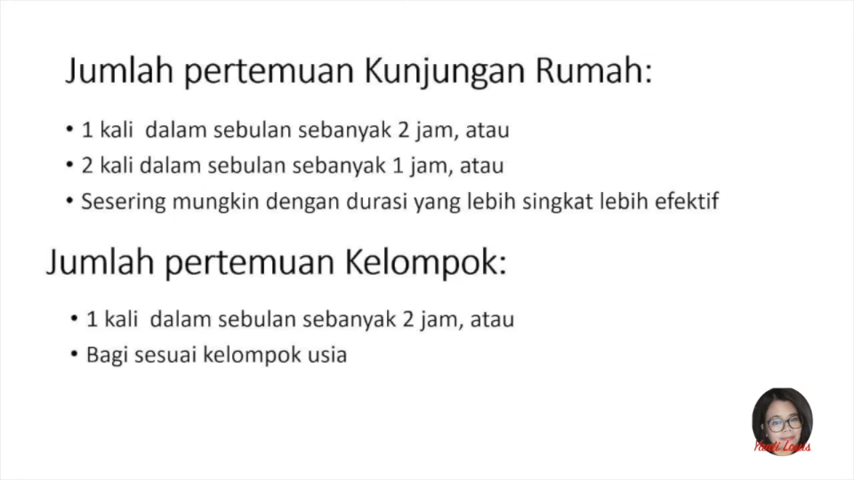 Jumlah pertemuan Kunjungan Rumah:
• 1 kali dalam sebulan sebanyak 2 jam, atau
• 2 kali dalam sebulan sebanyak 1 jam, atau
• Sesering mungkin dengan durasi yang lebih singkat lebih efektif
Jumlah pertemuan Kelompok:
• 1 kali dalam sebulan sebanyak 2 jam, atau
• Bagi sesuai kelompok usia